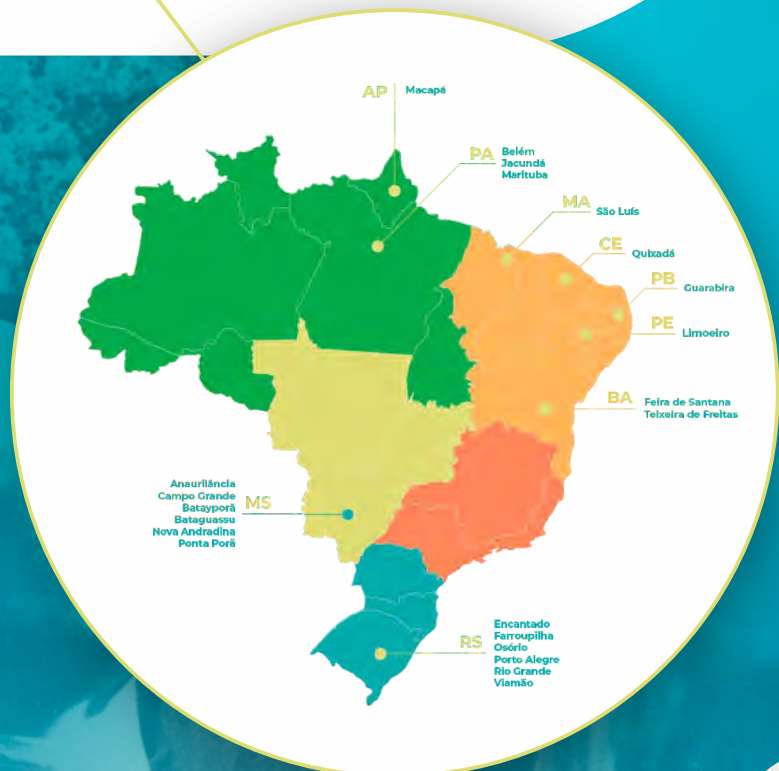 AP
Macapá
PA
Belém
Jacundá
Marituba
MA
São Luís
CE
Quixadá
PB
Guarabira
PE
Limoeiro
BA
Feira de Santana
Teixeira de Freitas
MS
Anaurilância
Campo Grande
Batayporã
Bataguassu
Nova Andradina
Ponta Porã
RS
Encantado
Farroupilha
Osório
Porto Alegre
Rio Grande
Viamão